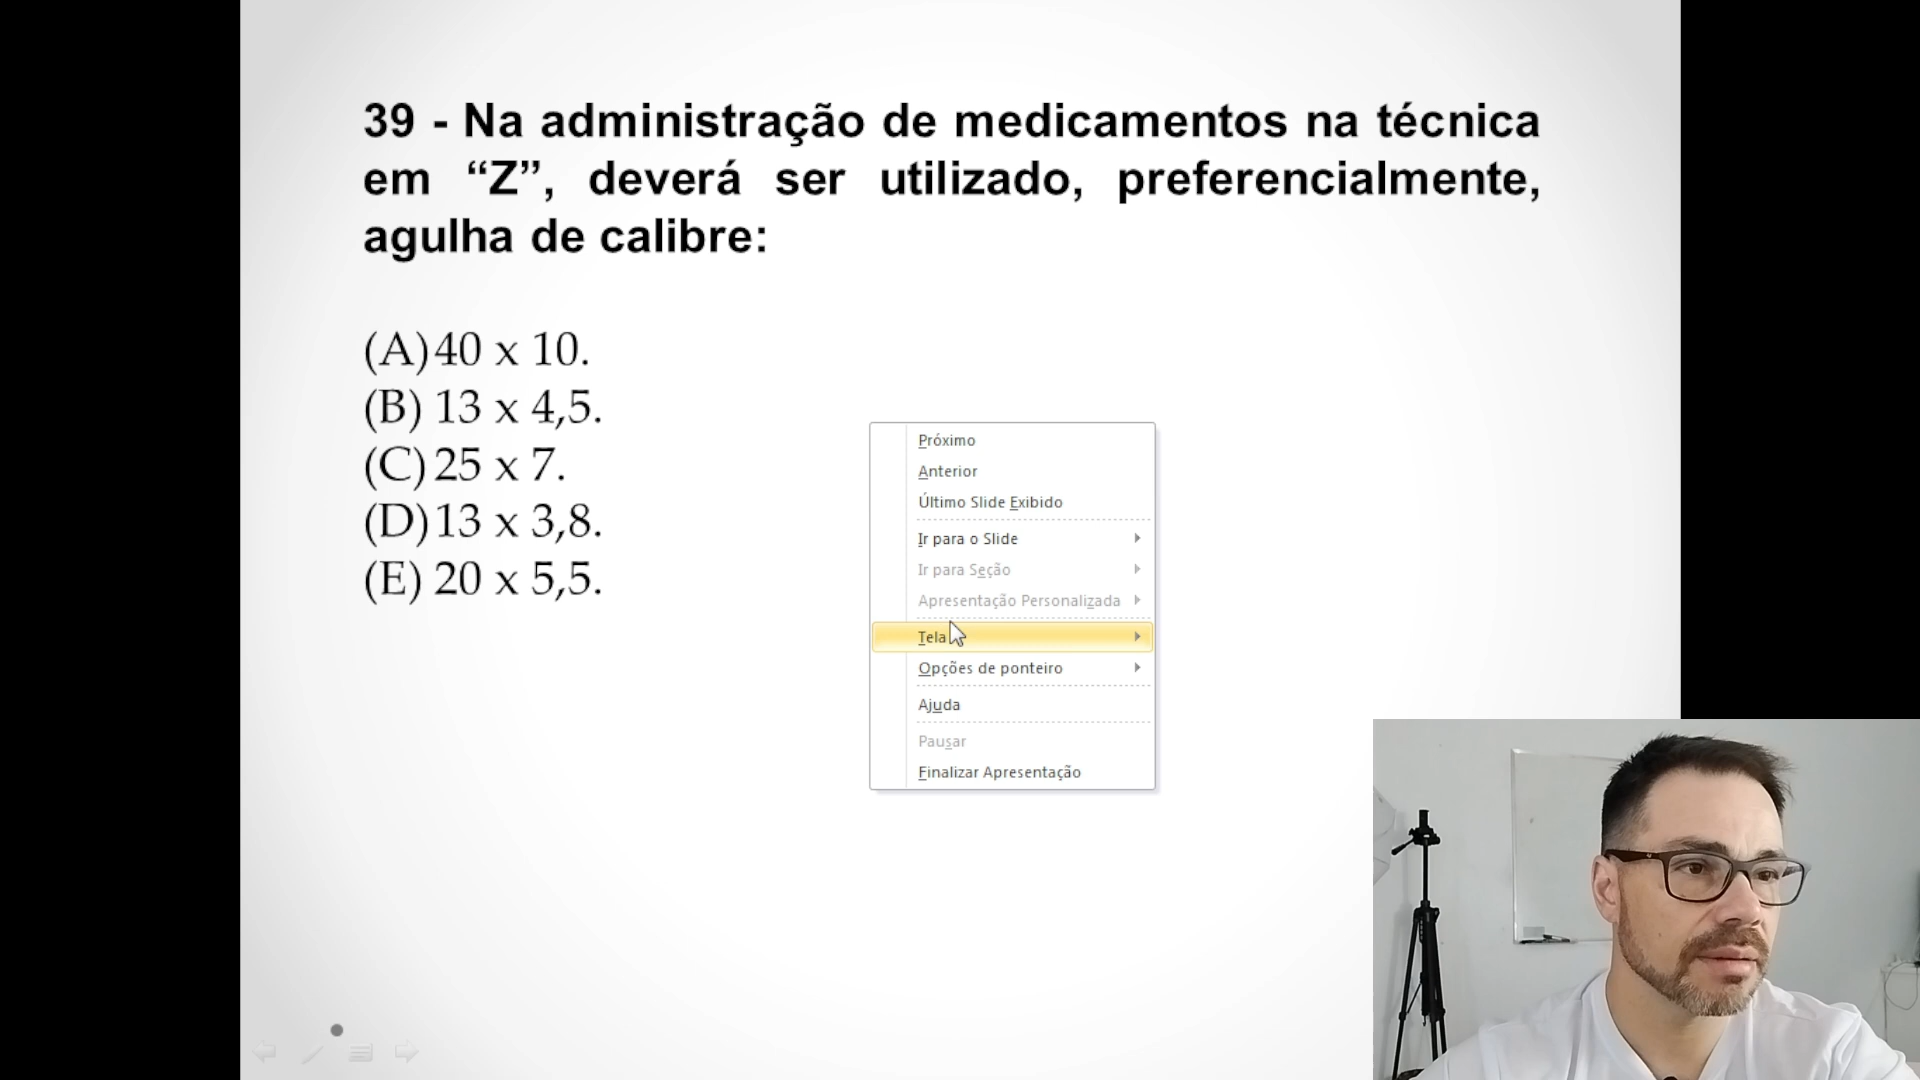 39 - Na administração de medicamentos na técnica
em “Z”, deverá ser utilizado, preferencialmente,
agulha de calibre:
(A) 40 x 10.
(B) 13 x 4,5.
(C) 25 x 7.
(D) 13 x 3,8.
(E) 20 x 5,5.
Próximo
Anterior
Último Slide Exibido
Ir para o Slide
Ir para Seção
Apresentação Personalizada
Tela
Opções de ponteiro
Ajuda
Pausar
Finalizar Apresentação